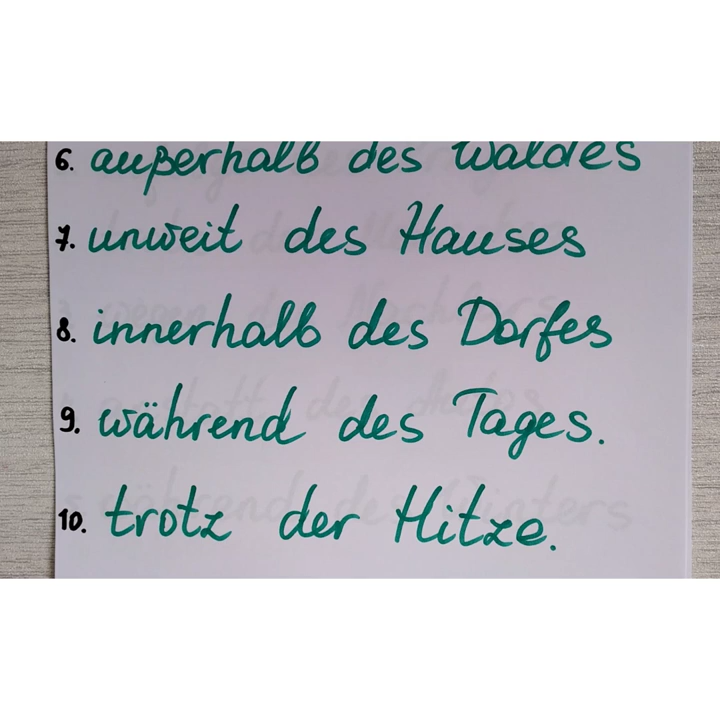 6. außerhalb des Waldes
7. unweit des Hauses
8. innerhalb des Dorfes
9. während des Tages.
10. trotz der Hitze.